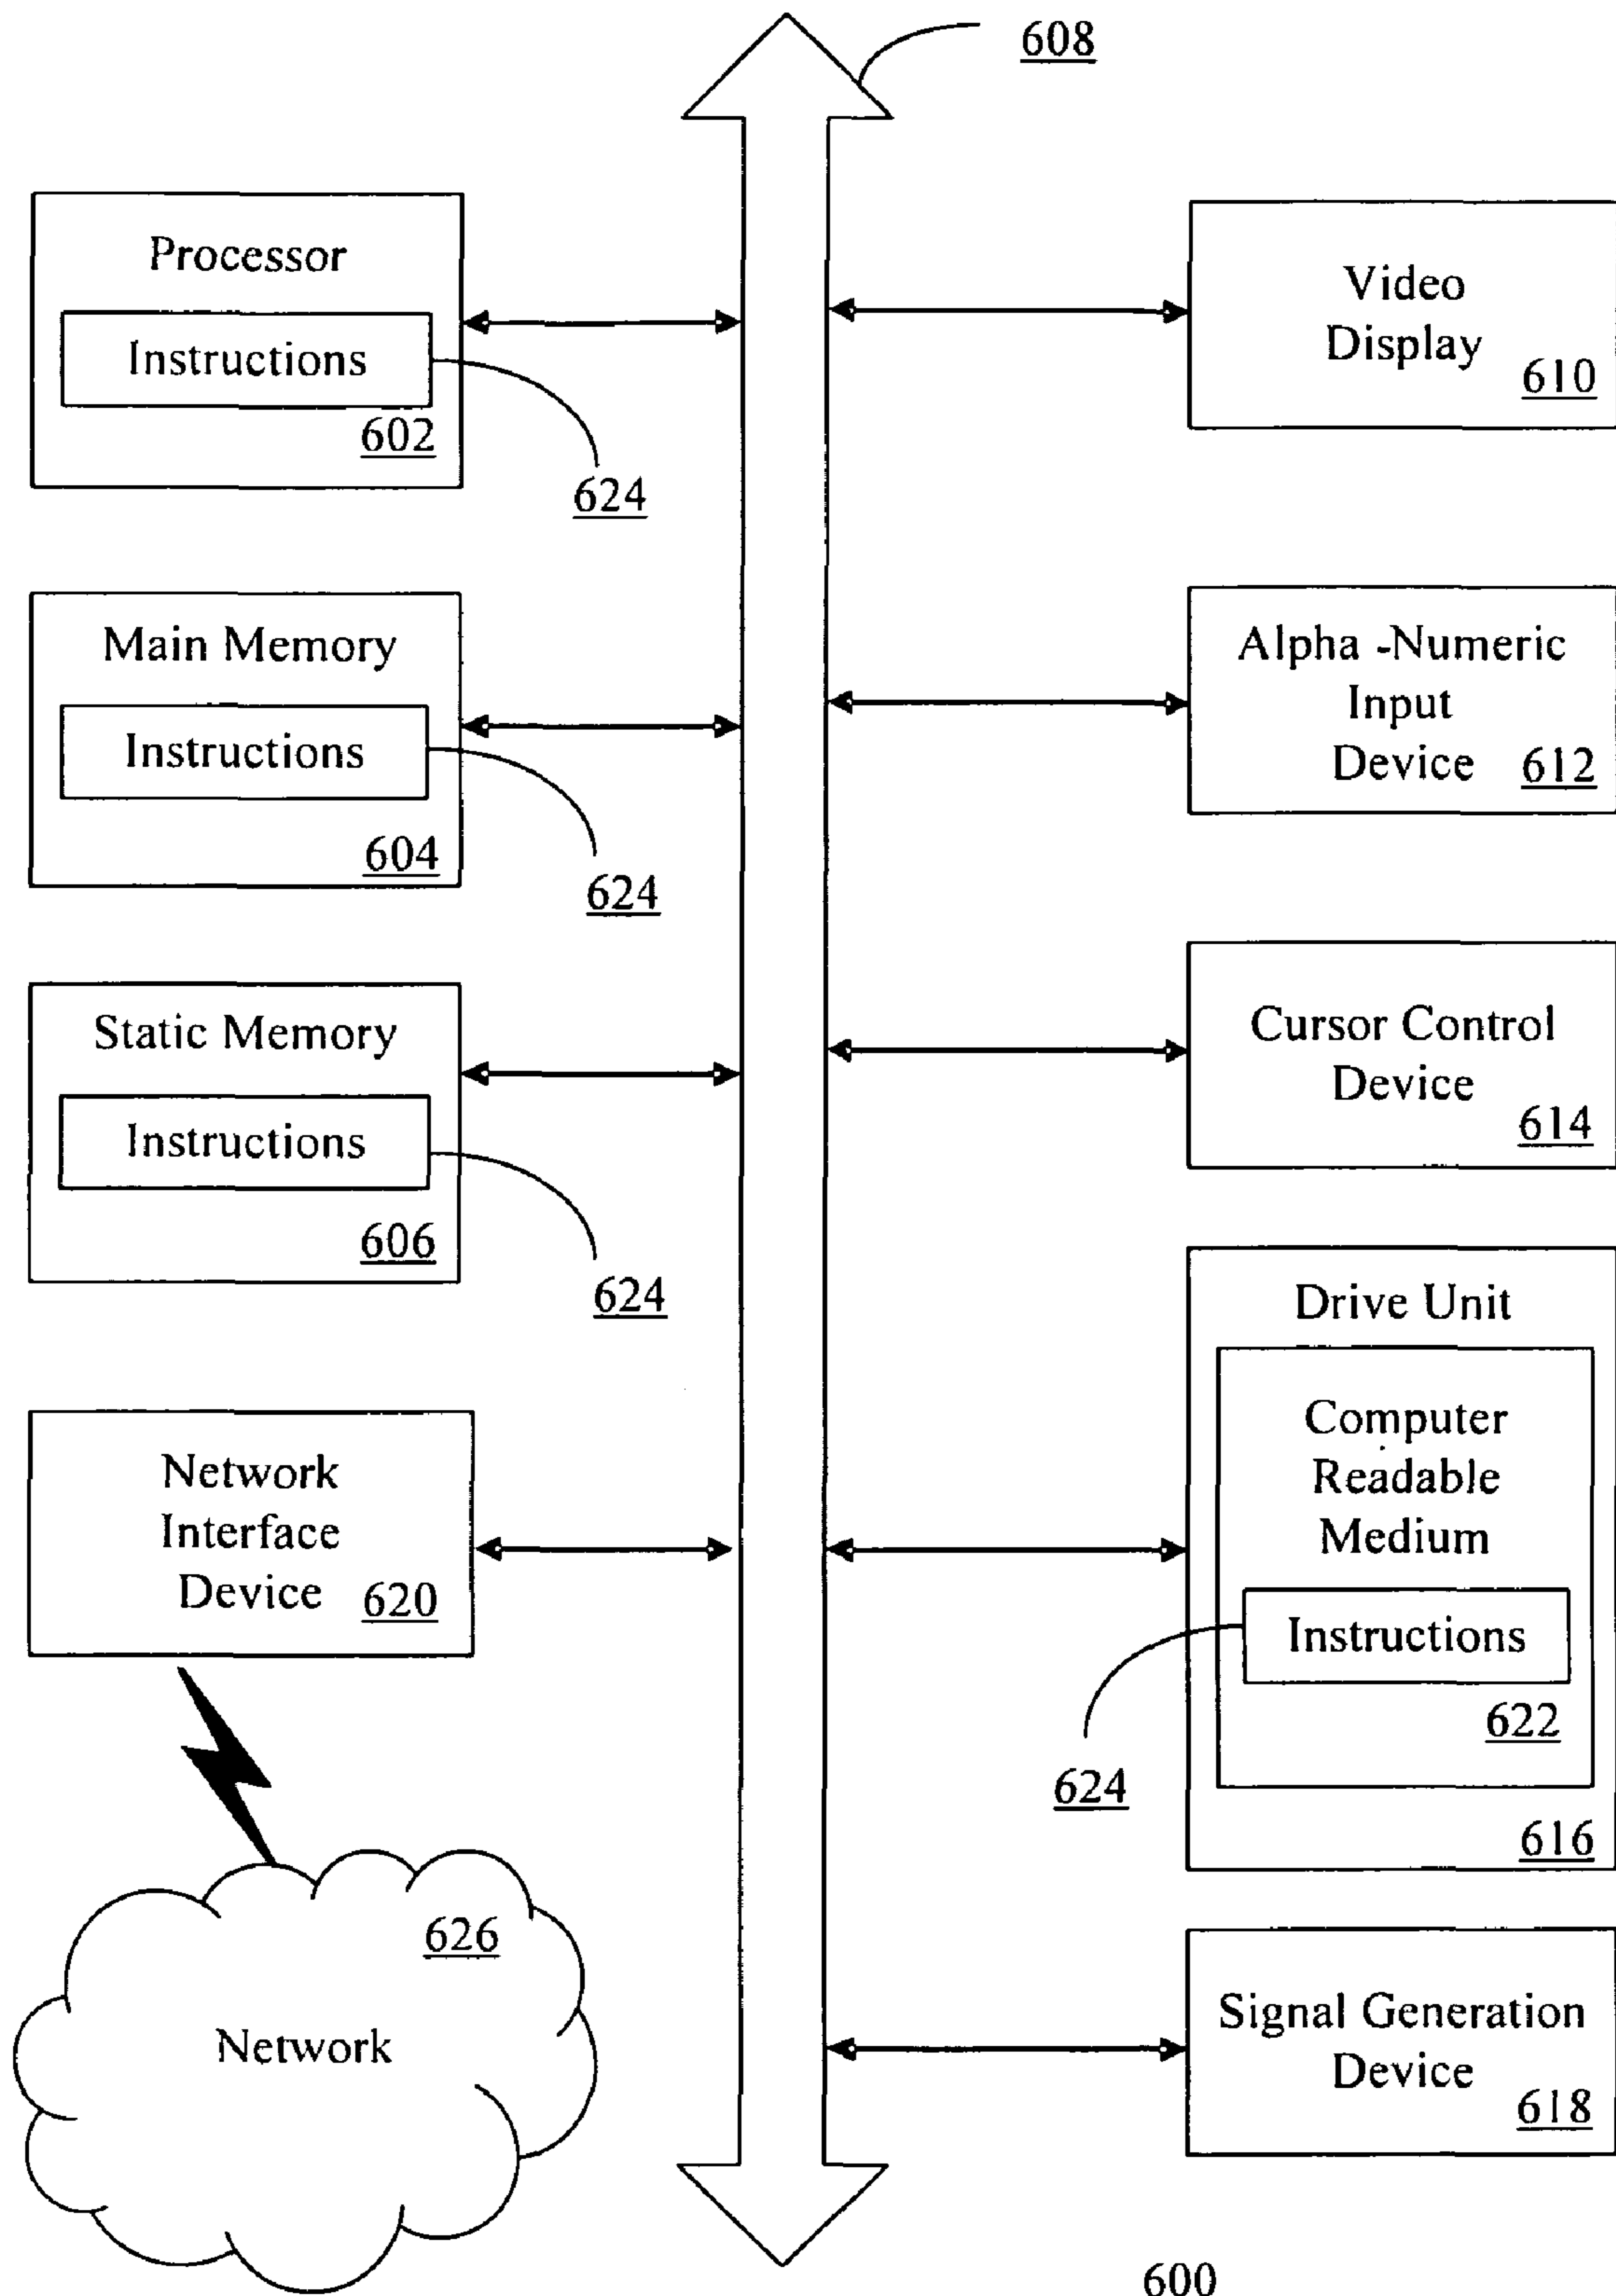 608
Processor
Instructions
602
624
Main Memory
Instructions
604
624
Static Memory
Instructions
606
624
Network
Interface
Device 620
626
Network
Video
Display
610
Alpha -Numeric
Input
Device 612
Cursor Control
Device
614
Drive Unit
Computer
Readable
Medium
Instructions
622
624
616
Signal Generation
Device
618
600